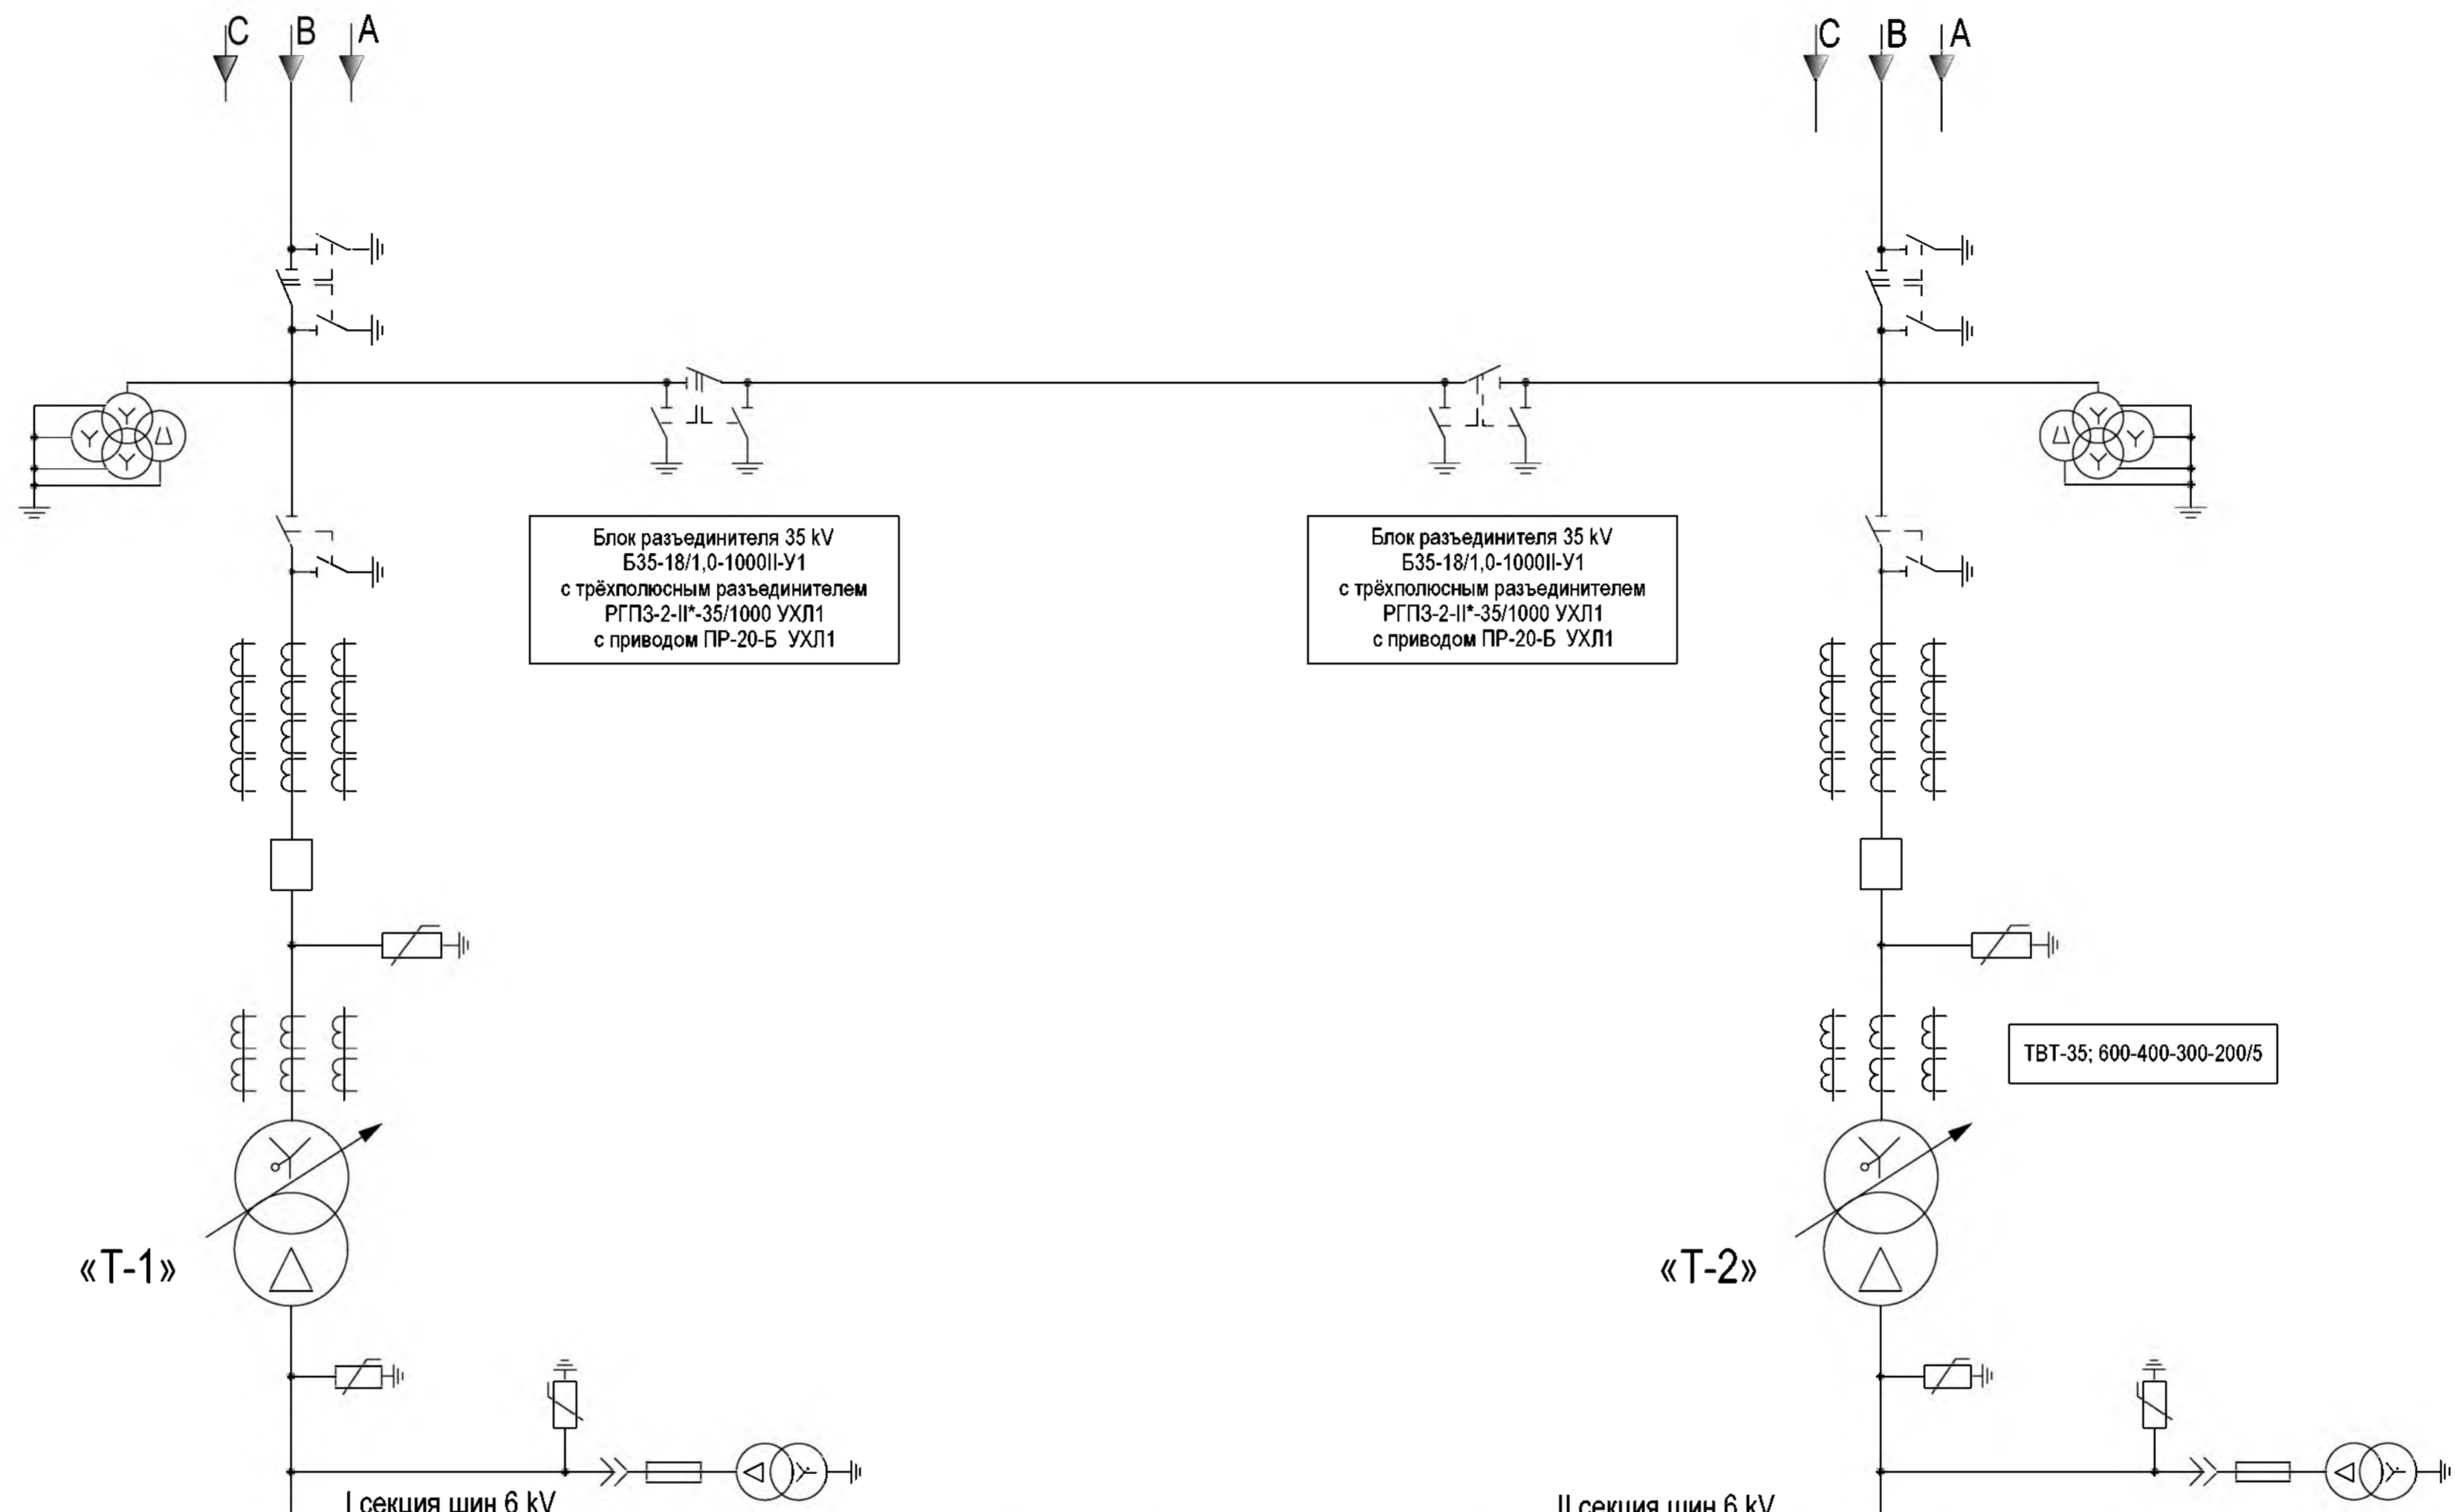 C B A
C B A
Блок разъединителя 35 kV
Б35-18/1,0-1000II-У1
с трёхполюсным разъединителем
РГПЗ-2-II*-35/1000 УХЛ1
с приводом ПР-20-Б УХЛ1
Блок разъединителя 35 kV
Б35-18/1,0-1000II-У1
с трёхполюсным разъединителем
РГПЗ-2-II*-35/1000 УХЛ1
с приводом ПР-20-Б УХЛ1
ТВТ-35; 600-400-300-200/5
«Т-1»
«Т-2»
I секция шин 6 kV
II секция шин 6 kV